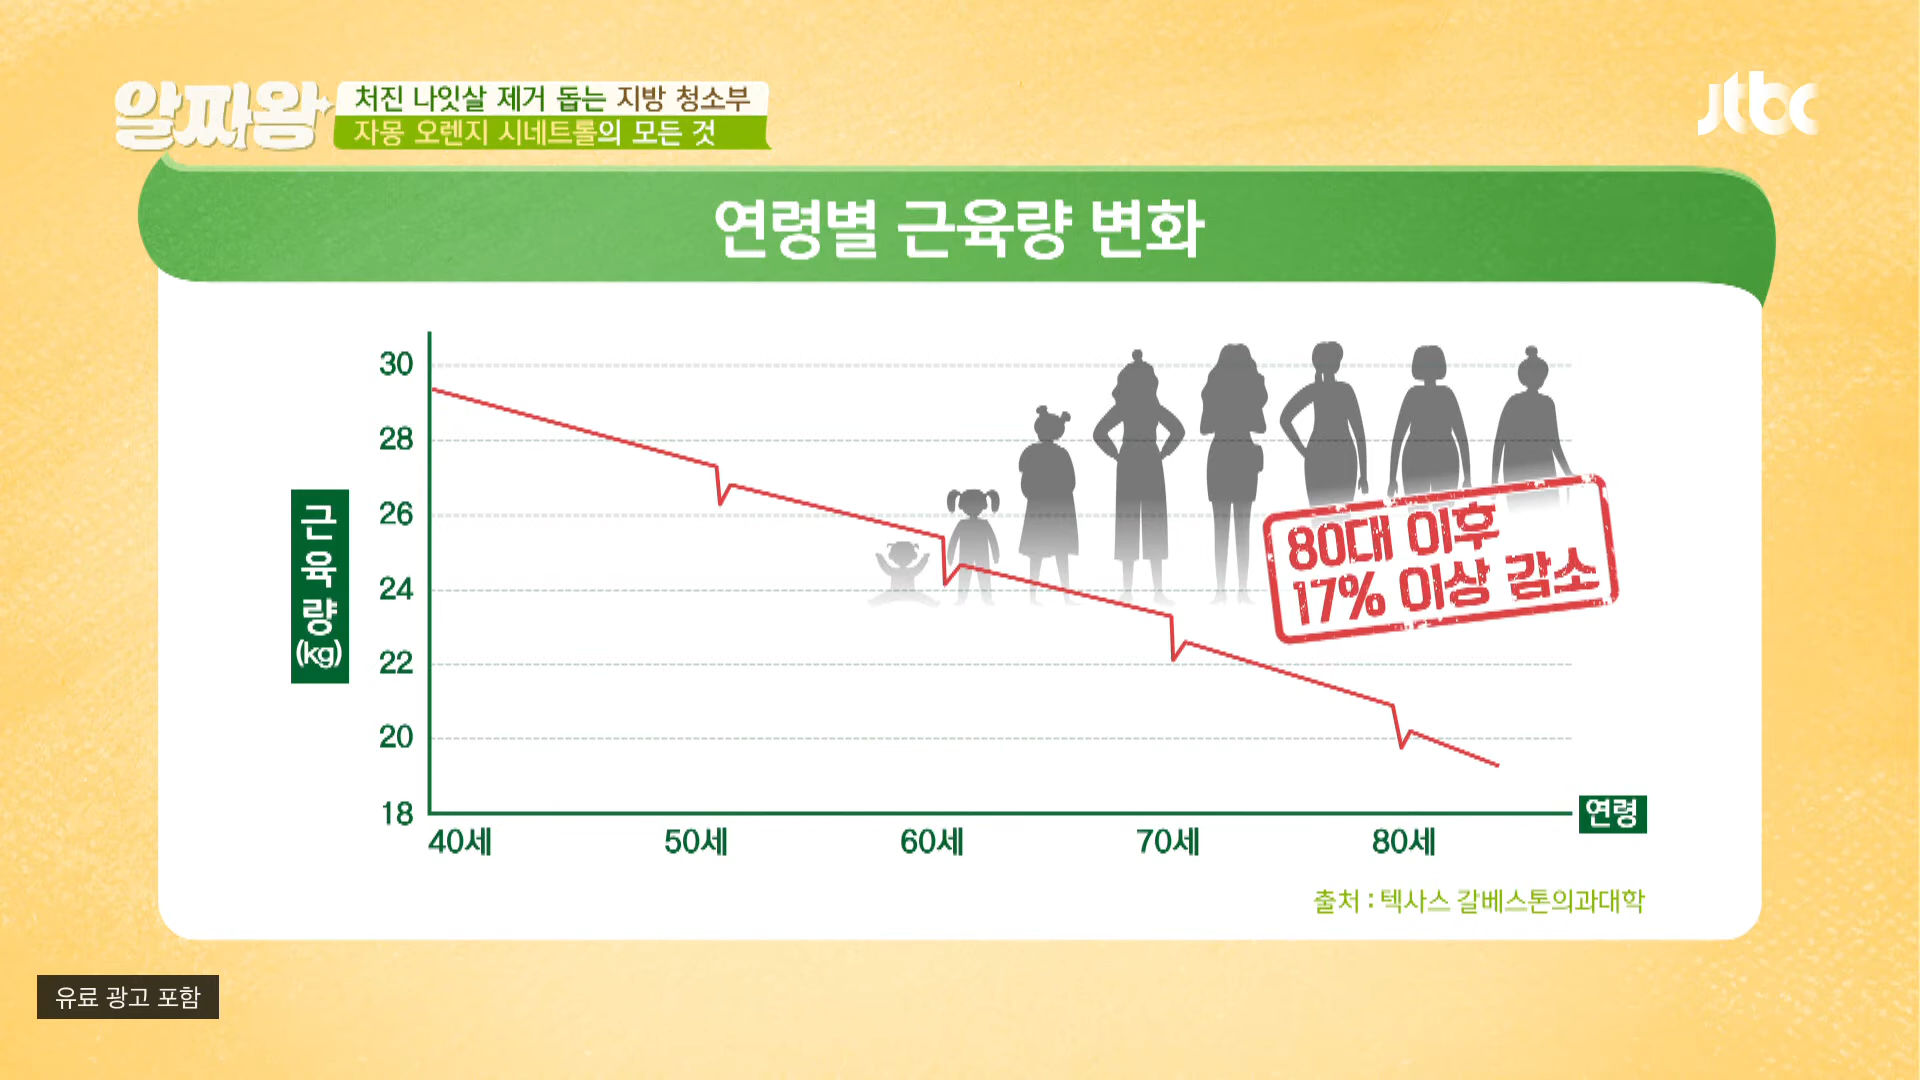 알짜왕
처진 나잇살 제거 돕는 지방 청소부
자몽 오렌지 시네트롤의 모든 것
jtbc
연령별 근육량 변화
30
28
26
24
22
20
18
근육량(kg)
80대 이후
17% 이상 감소
40세 50세 60세 70세 80세
연령
출처 : 텍사스 갈베스톤의과대학
유료 광고 포함